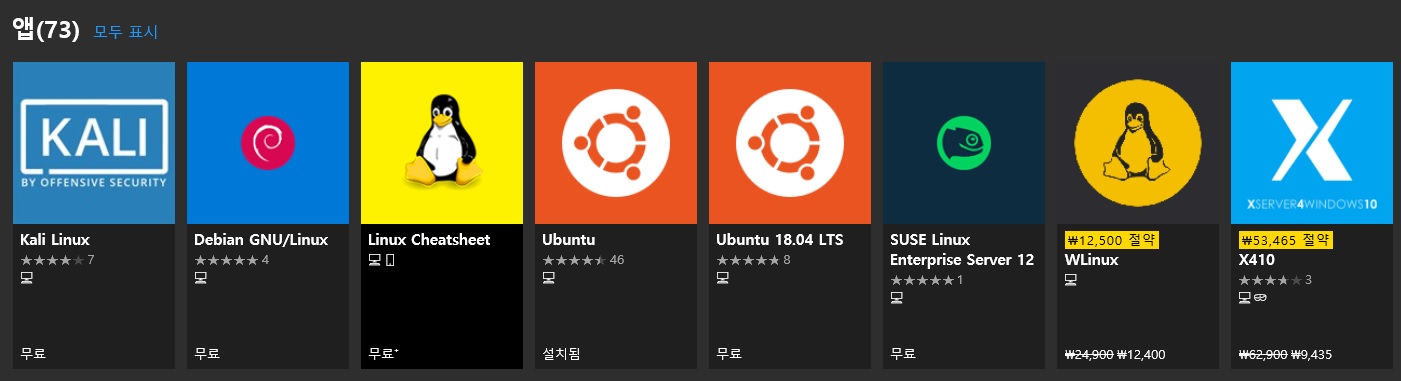 앱(73) 모두 표시
KALI
BY OFFENSIVE SECURITY
Kali Linux
★★★★★ 7
무료
Debian GNU/Linux
★★★★★ 4
무료
Linux Cheatsheet
무료+
Ubuntu
★★★★★ 46
설치됨
Ubuntu 18.04 LTS
★★★★★ 8
무료
SUSE Linux
Enterprise Server 12
★★★★★ 1
무료
₩12,500 절약
WLinux
₩24,900 ₩12,400
X
XSERVER4WINDOWS10
₩53,465 절약
X410
★★★★★ 3
₩62,900 ₩9,435